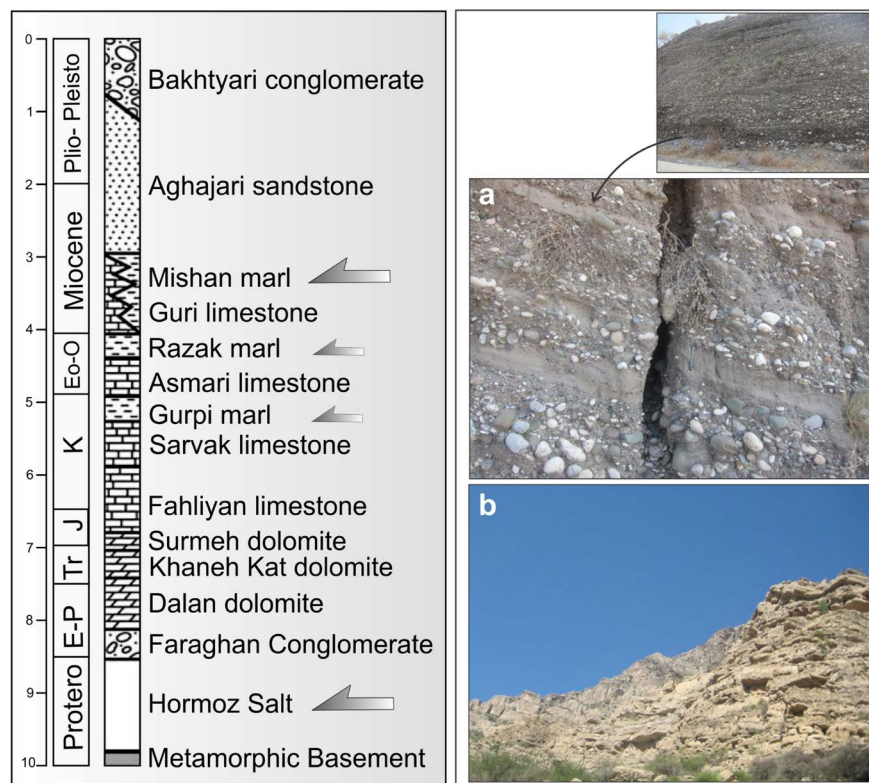 0
1
2
3
4
5
6
7
8
9
10
Plio- Pleisto
Miocene
Eo-O
K
J
Tr
E-P
Protero
Bakhtyari conglomerate
Aghajari sandstone
Mishan marl
Guri limestone
Razak marl
Asmari limestone
Gurpi marl
Sarvak limestone
Fahliyan limestone
Surmeh dolomite
Khaneh Kat dolomite
Dalan dolomite
Faraghan Conglomerate
Hormoz Salt
Metamorphic Basement
a
b